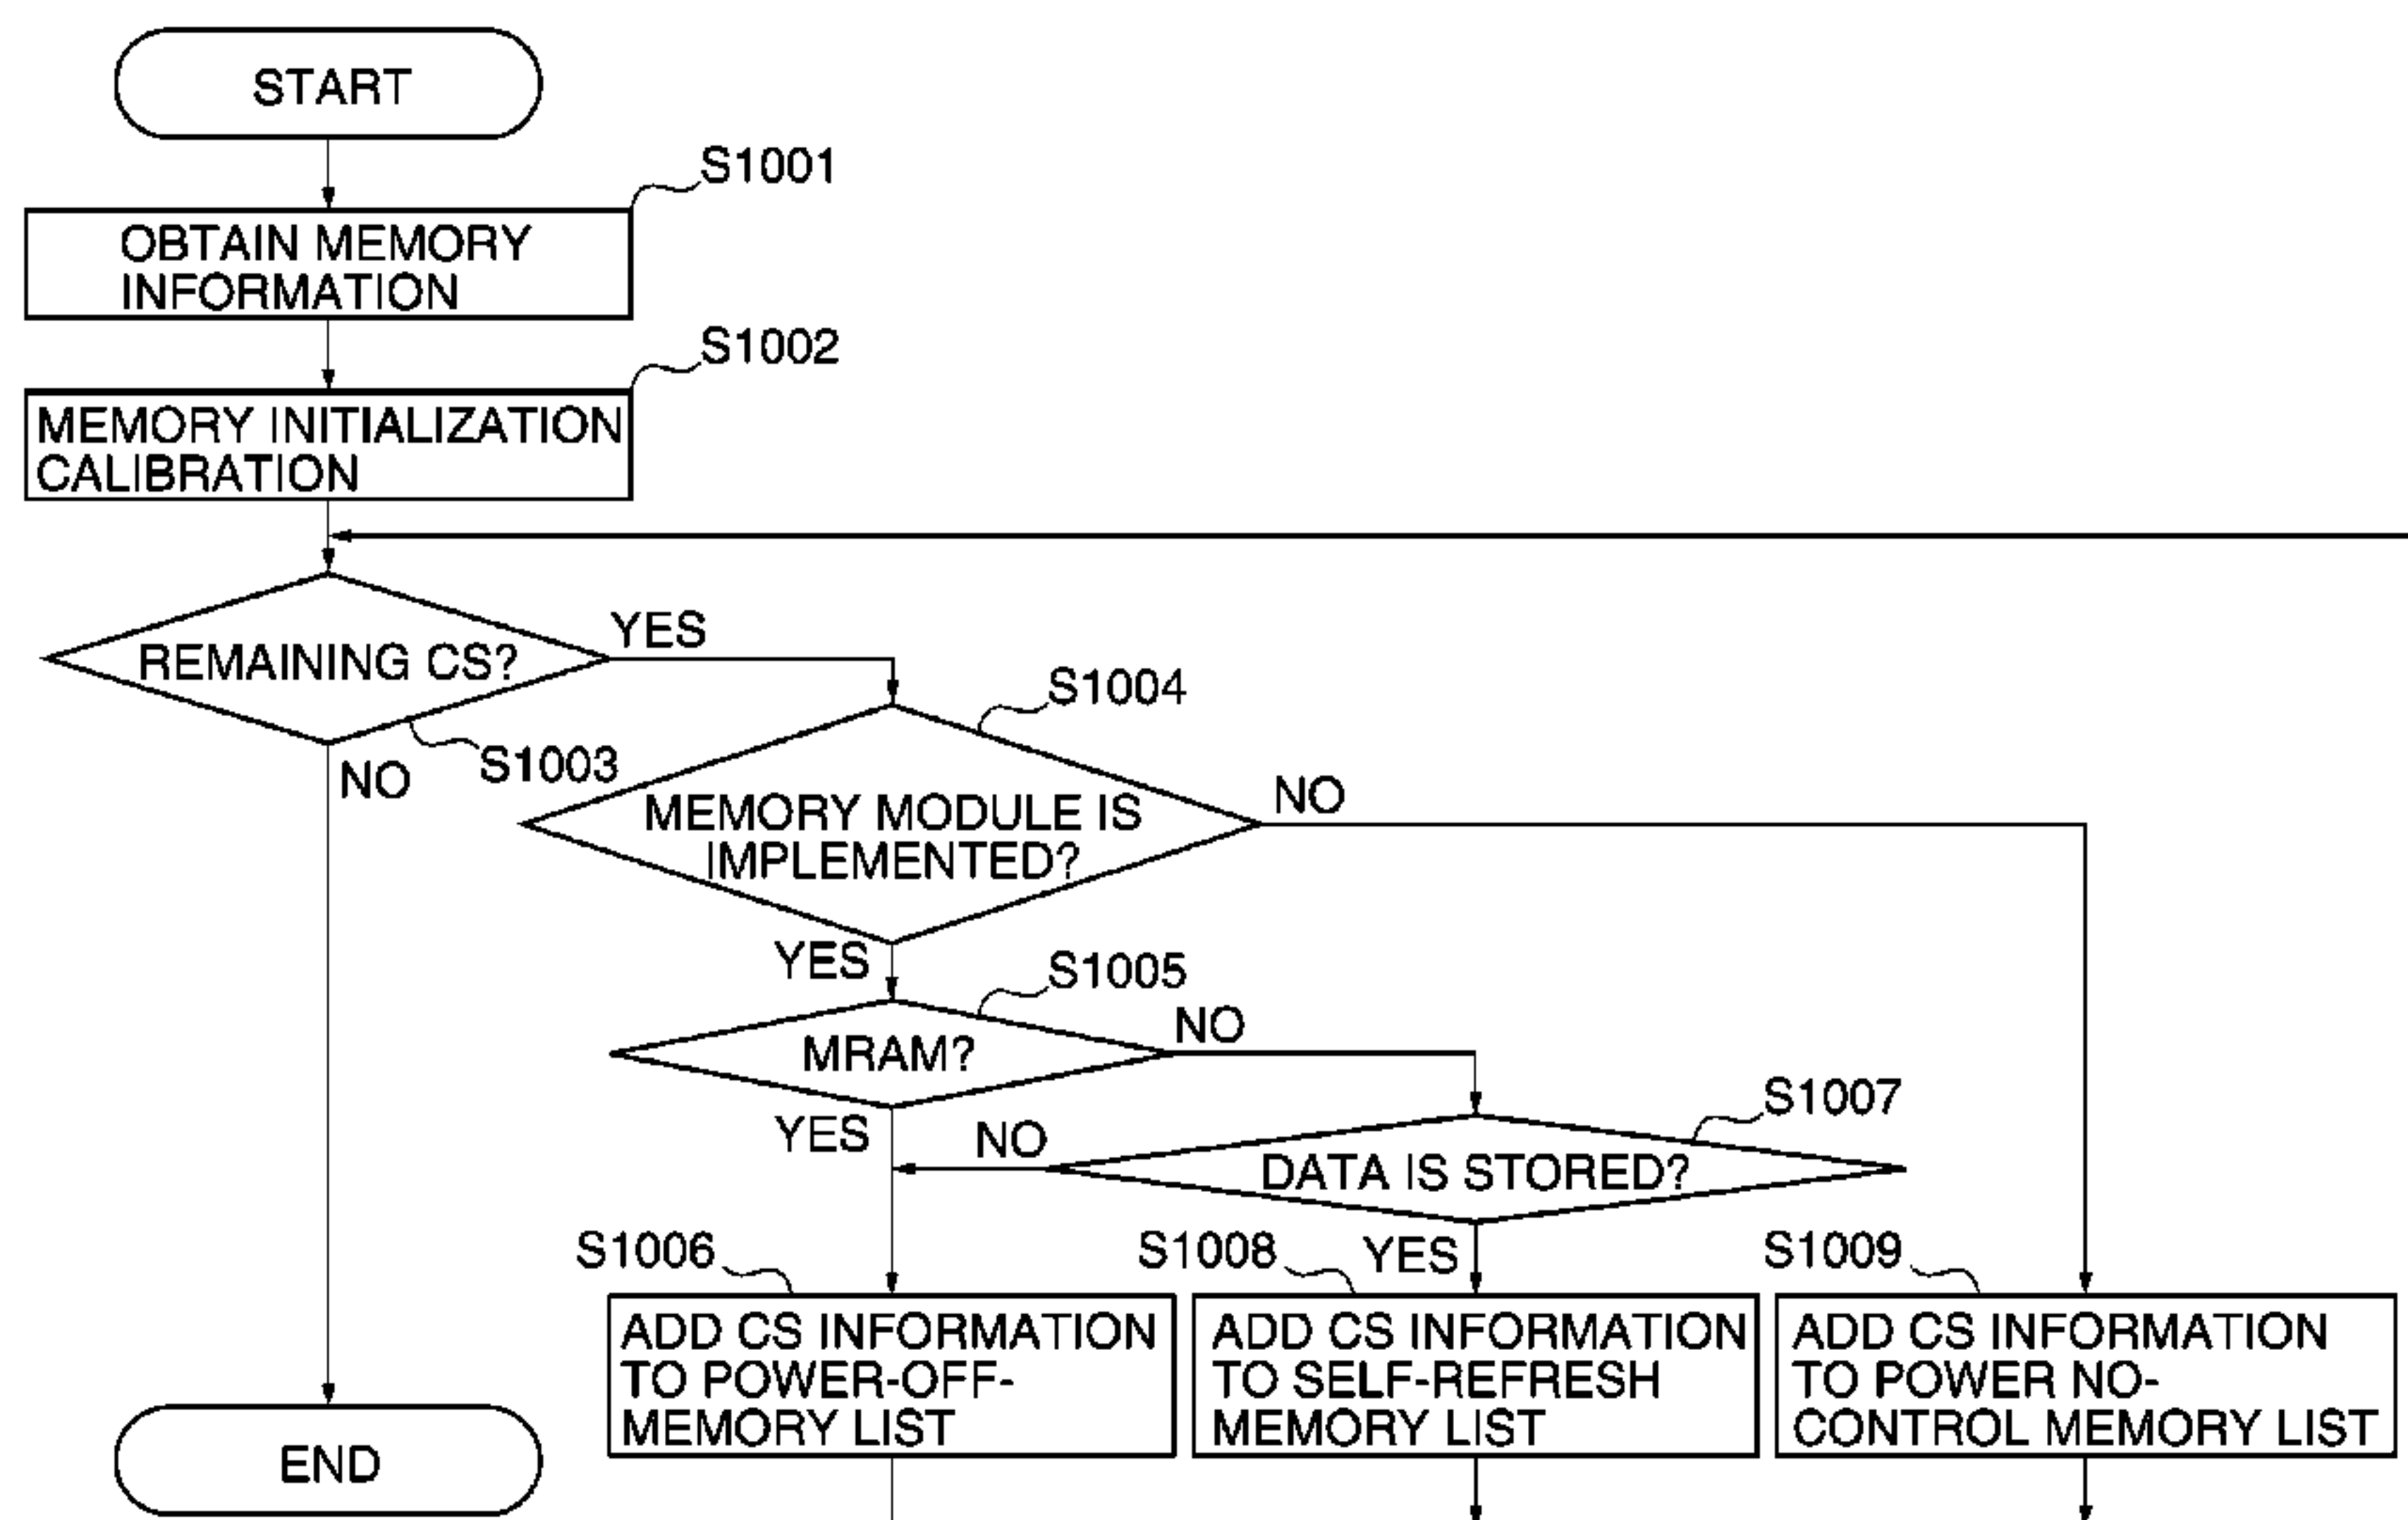 START
S1001
OBTAIN MEMORY
INFORMATION
S1002
MEMORY INITIALIZATION
CALIBRATION
REMAINING CS?
YES
S1003
NO
S1004
MEMORY MODULE IS
IMPLEMENTED?
NO
YES
S1005
MRAM?
NO
YES
S1007
DATA IS STORED?
NO
YES
S1006
ADD CS INFORMATION
TO POWER-OFF-
MEMORY LIST
S1008
ADD CS INFORMATION
TO SELF-REFRESH
MEMORY LIST
S1009
ADD CS INFORMATION
TO POWER NO-
CONTROL MEMORY LIST
END